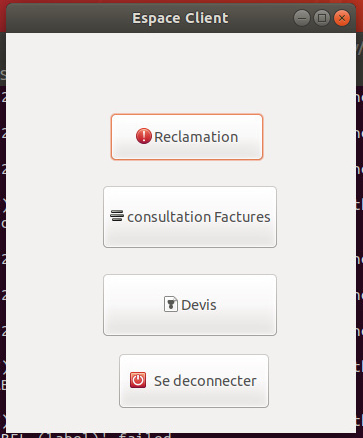 Espace Client
Reclamation
consultation Factures
Devis
Se deconnecter